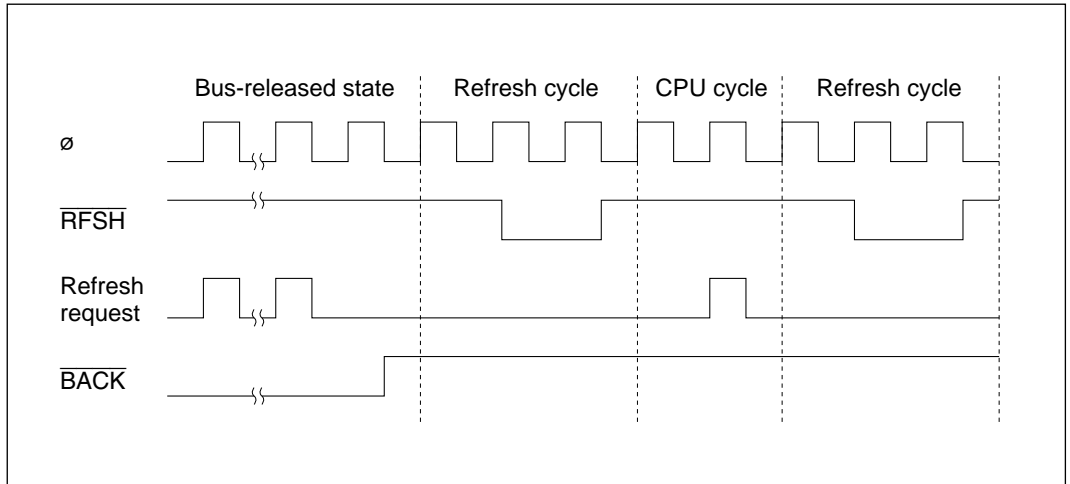 Bus-released state Refresh cycle CPU cycle Refresh cycle
ø
RFSH
Refresh
request
BACK